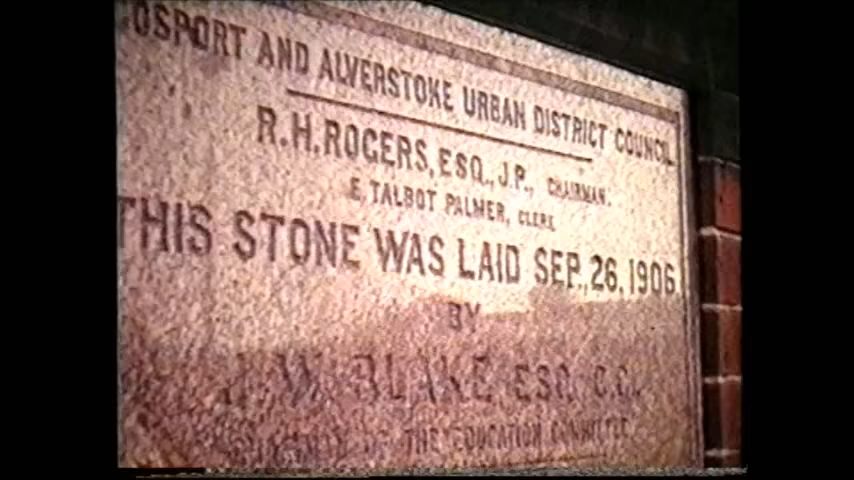 OSPORT AND ALVERSTOKE URBAN DISTRICT COUNCIL
R.H.ROGERS, ESQ., J.P., CHAIRMAN.
E, TALBOT PALMER, CLERK
THIS STONE WAS LAID SEP., 26, 1906.
BY
W. BLAKE ESQ. C.C.
OF THE EDUCATION COMMITTEE